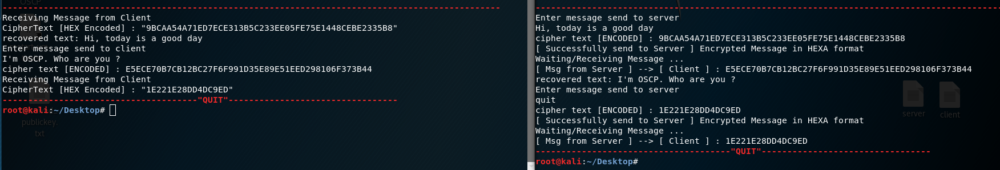 OSCP
Receiving Message from Client
CipherText [HEX Encoded] : "9BCAA54A71ED7ECE313B5C233EE05FE75E1448CEBE2335B8"
recovered text: Hi, today is a good day
Enter message send to client
I'm OSCP. Who are you ?
cipher text [ENCODED] : E5ECE70B7CB12BC27F6F991D35E89E51EED298106F373B44
Receiving Message from Client
CipherText [HEX Encoded] : "1E221E28DD4DC9ED"
--------------------------------------"QUIT"---------------------------------
root@kali:~/Desktop#
publickey.
txt
Enter message send to server
Hi, today is a good day
cipher text [ENCODED] : 9BCAA54A71ED7ECE313B5C233EE05FE75E1448CEBE2335B8
[ Successfully send to Server ] Encrypted Message in HEXA format
Waiting/Receiving Message ...
[ Msg from Server ] --> [ Client ] : E5ECE70B7CB12BC27F6F991D35E89E51EED298106F373B44
recovered text: I'm OSCP. Who are you ?
Enter message send to server
quit
cipher text [ENCODED] : 1E221E28DD4DC9ED
[ Successfully send to Server ] Encrypted Message in HEXA format
Waiting/Receiving Message ...
[ Msg from Server ] --> [ Client ] : 1E221E28DD4DC9ED
--------------------------------------"QUIT"---------------------------------
root@kali:~/Desktop#
server
client